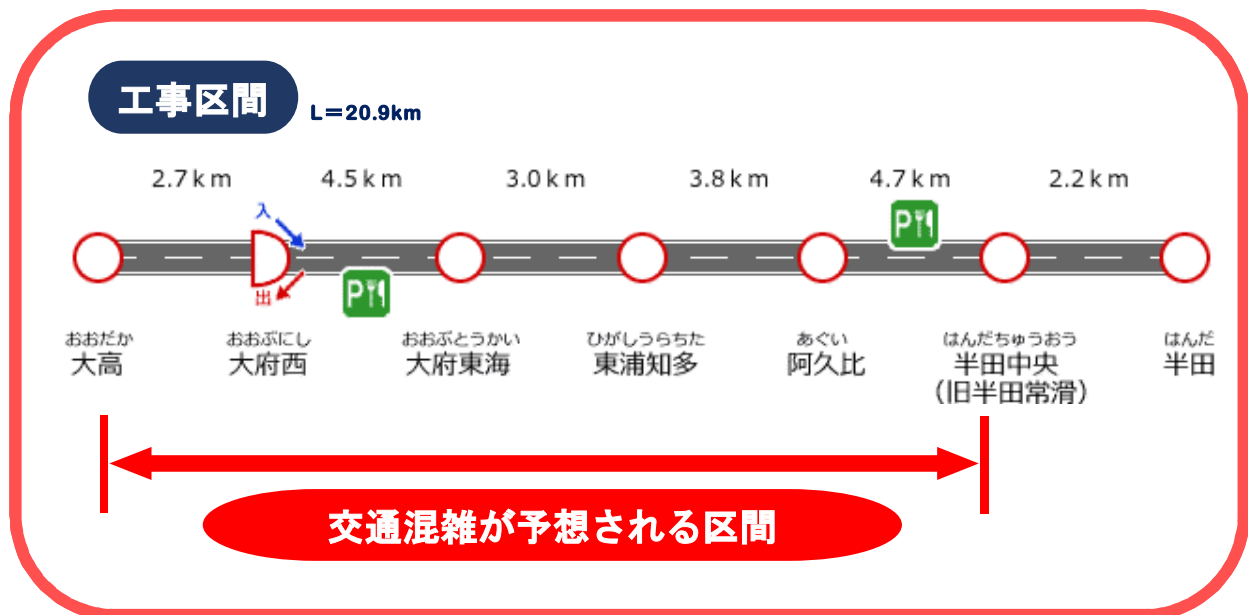 工事区間
L=20.9km
2.7km 4.5km 3.0km 3.8km 4.7km 2.2km
入
P
出
P
おおだか おおぶにし おおぶとうかい ひがしうらちた あぐい はんだちゅうおう はんだ
大高 大府西 大府東海 東浦知多 阿久比 半田中央 半田
(旧半田常滑)
交通混雑が予想される区間